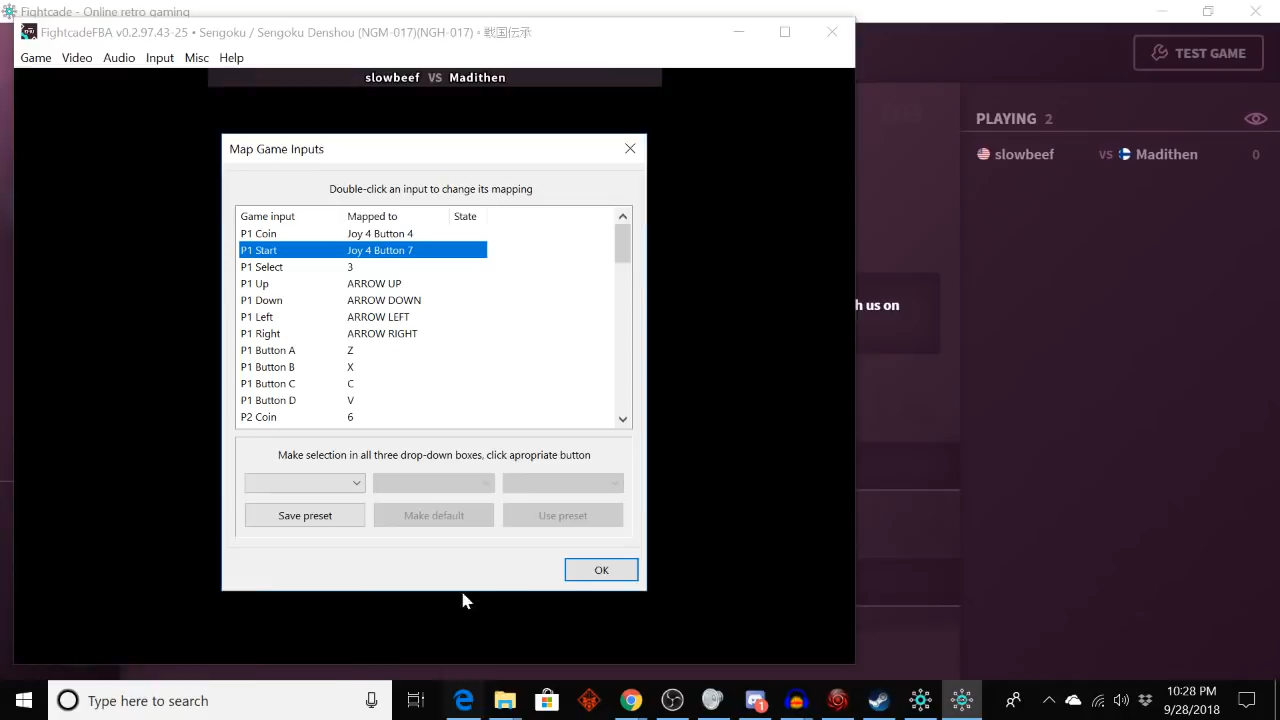 Fightcade - Online retro gaming
FightcadeFBA v0.2.97.43-25 • Sengoku / Sengoku Denshou (NGM-017)(NGH-017) ◦ 戦国伝承
Game Video Audio Input Misc Help
slowbeef VS Madithen
TEST GAME
PLAYING 2
slowbeef VS Madithen 0
h us on
Map Game Inputs
Double-click an input to change its mapping
Game input Mapped to State
P1 Coin Joy 4 Button 4
P1 Start Joy 4 Button 7
P1 Select 3
P1 Up ARROW UP
P1 Down ARROW DOWN
P1 Left ARROW LEFT
P1 Right ARROW RIGHT
P1 Button A Z
P1 Button B X
P1 Button C C
P1 Button D V
P2 Coin 6
Make selection in all three drop-down boxes, click apropriate button
Save preset Make default Use preset
OK
Type here to search
10:28 PM
9/28/2018